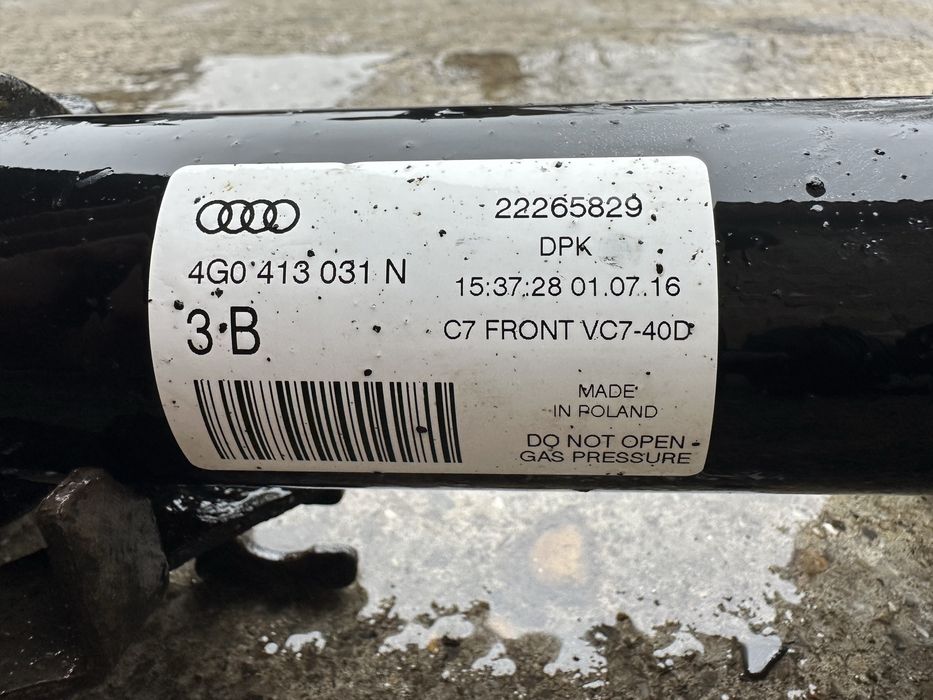 4G0 413 031 N
3 B
22265829
DPK
15:37:28 01.07.16
C7 FRONT VC7-40D
MADE
IN POLAND
DO NOT OPEN
GAS PRESSURE